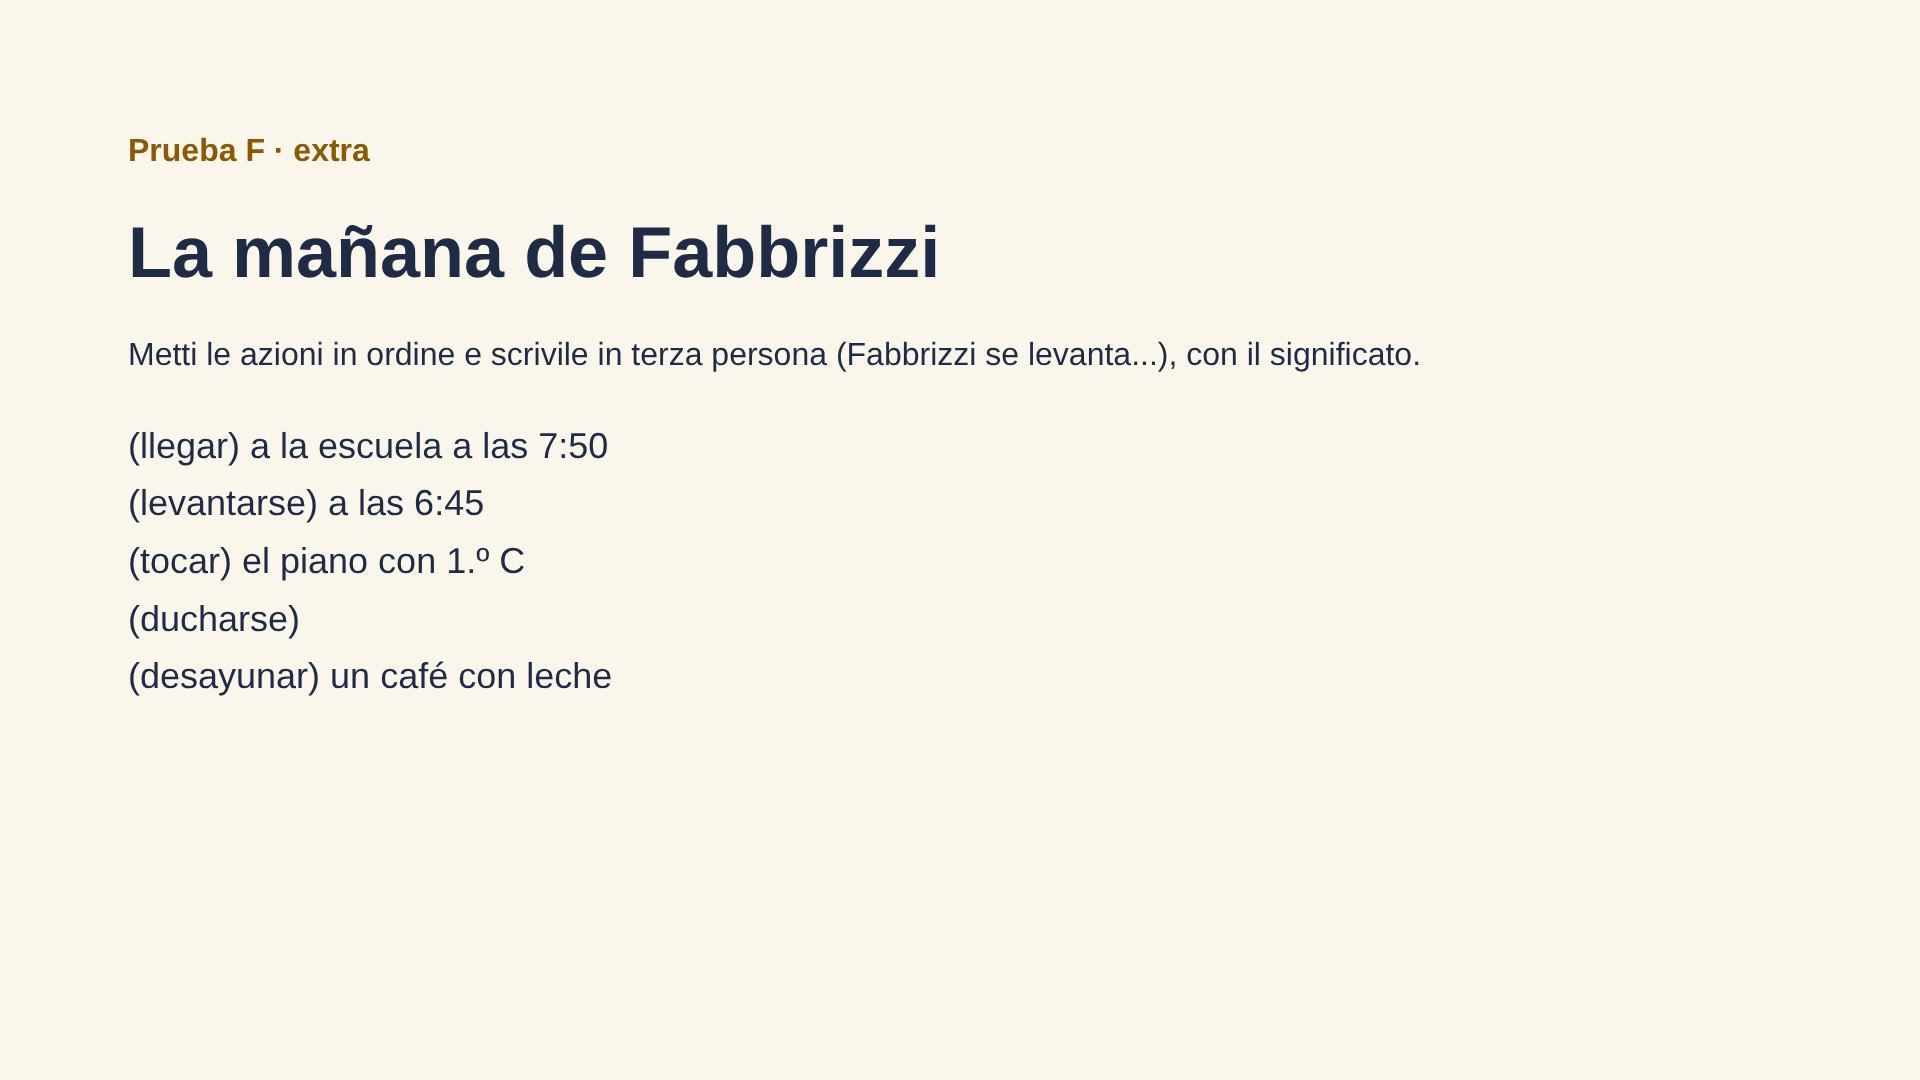 Prueba F · extra
La mañana de Fabbrizzi
Metti le azioni in ordine e scrivile in terza persona (Fabbrizzi se levanta...), con il significato.
(llegar) a la escuela a las 7:50
(levantarse) a las 6:45
(tocar) el piano con 1.º C
(ducharse)
(desayunar) un café con leche